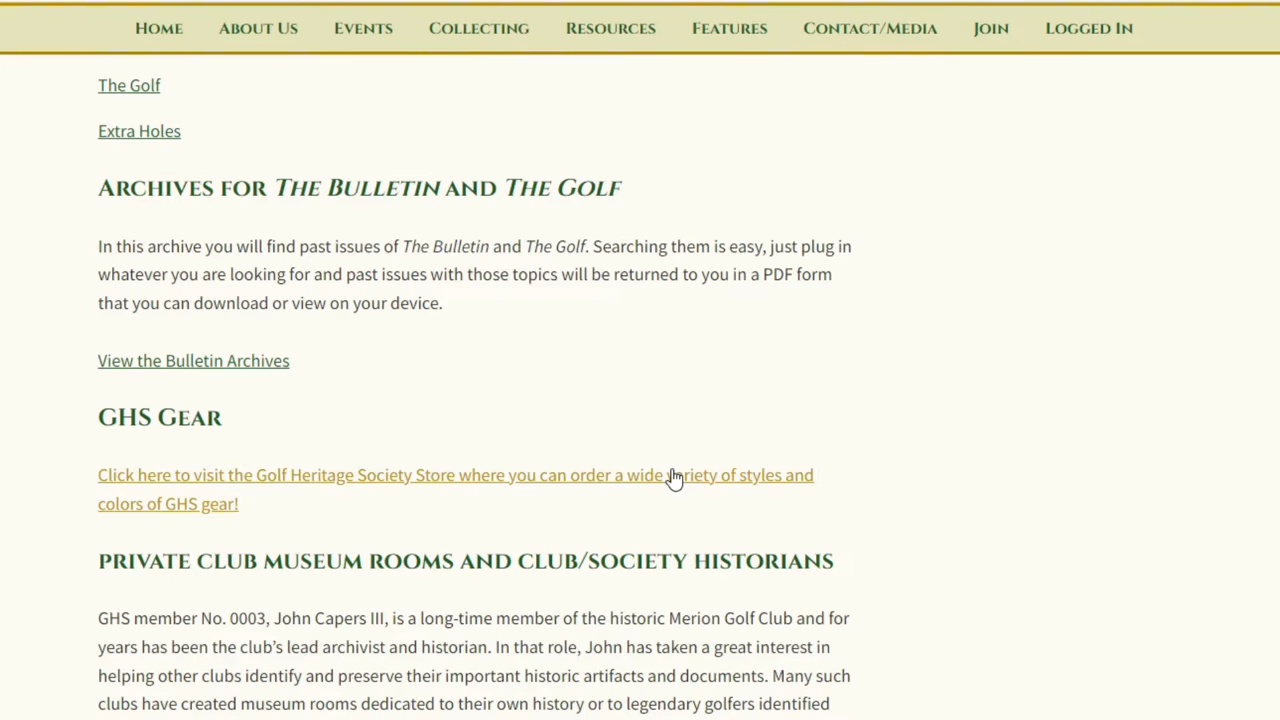 Home About Us Events Collecting Resources Features Contact/Media Join Logged In
The Golf
Extra Holes
Archives for The Bulletin and The Golf
In this archive you will find past issues of The Bulletin and The Golf. Searching them is easy, just plug in
whatever you are looking for and past issues with those topics will be returned to you in a PDF form
that you can download or view on your device.
View the Bulletin Archives
GHS Gear
Click here to visit the Golf Heritage Society Store where you can order a wide variety of styles and
colors of GHS gear!
private club museum rooms and club/society historians
GHS member No. 0003, John Capers III, is a long-time member of the historic Merion Golf Club and for
years has been the club’s lead archivist and historian. In that role, John has taken a great interest in
helping other clubs identify and preserve their important historic artifacts and documents. Many such
clubs have created museum rooms dedicated to their own history or to legendary golfers identified